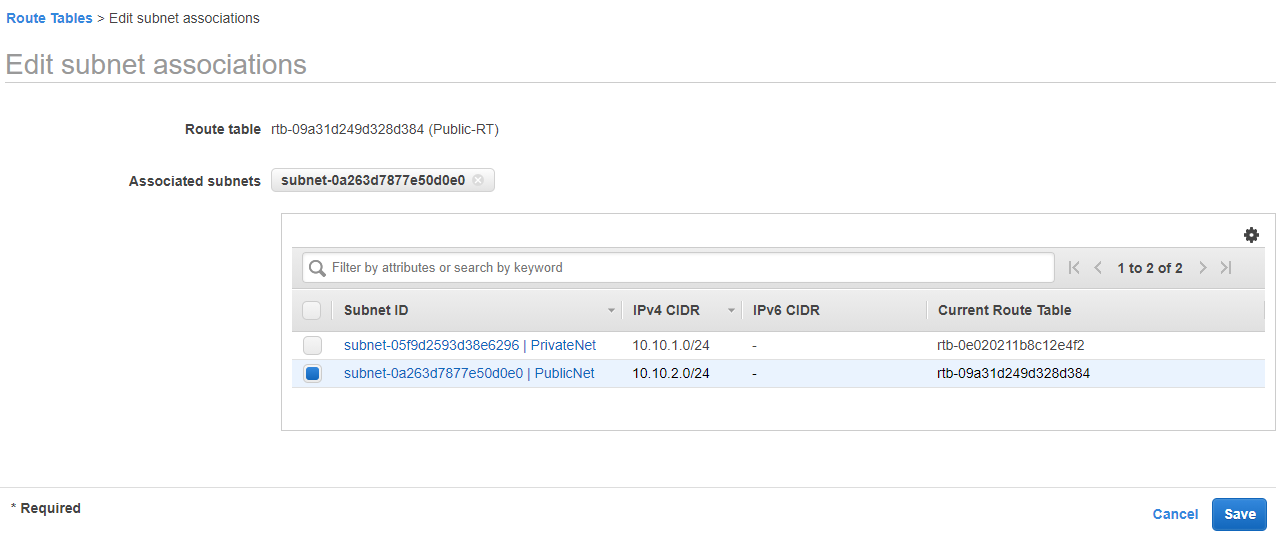 Route Tables > Edit subnet associations
Edit subnet associations
Route table rtb-09a31d249d328d384 (Public-RT)
Associated subnets subnet-0a263d7877e50d0e0
Filter by attributes or search by keyword 1 to 2 of 2
Subnet ID IPv4 CIDR IPv6 CIDR Current Route Table
subnet-05f9d2593d38e6296 | PrivateNet 10.10.1.0/24 - rtb-0e020211b8c12e4f2
subnet-0a263d7877e50d0e0 | PublicNet 10.10.2.0/24 - rtb-09a31d249d328d384
* Required
Cancel Save